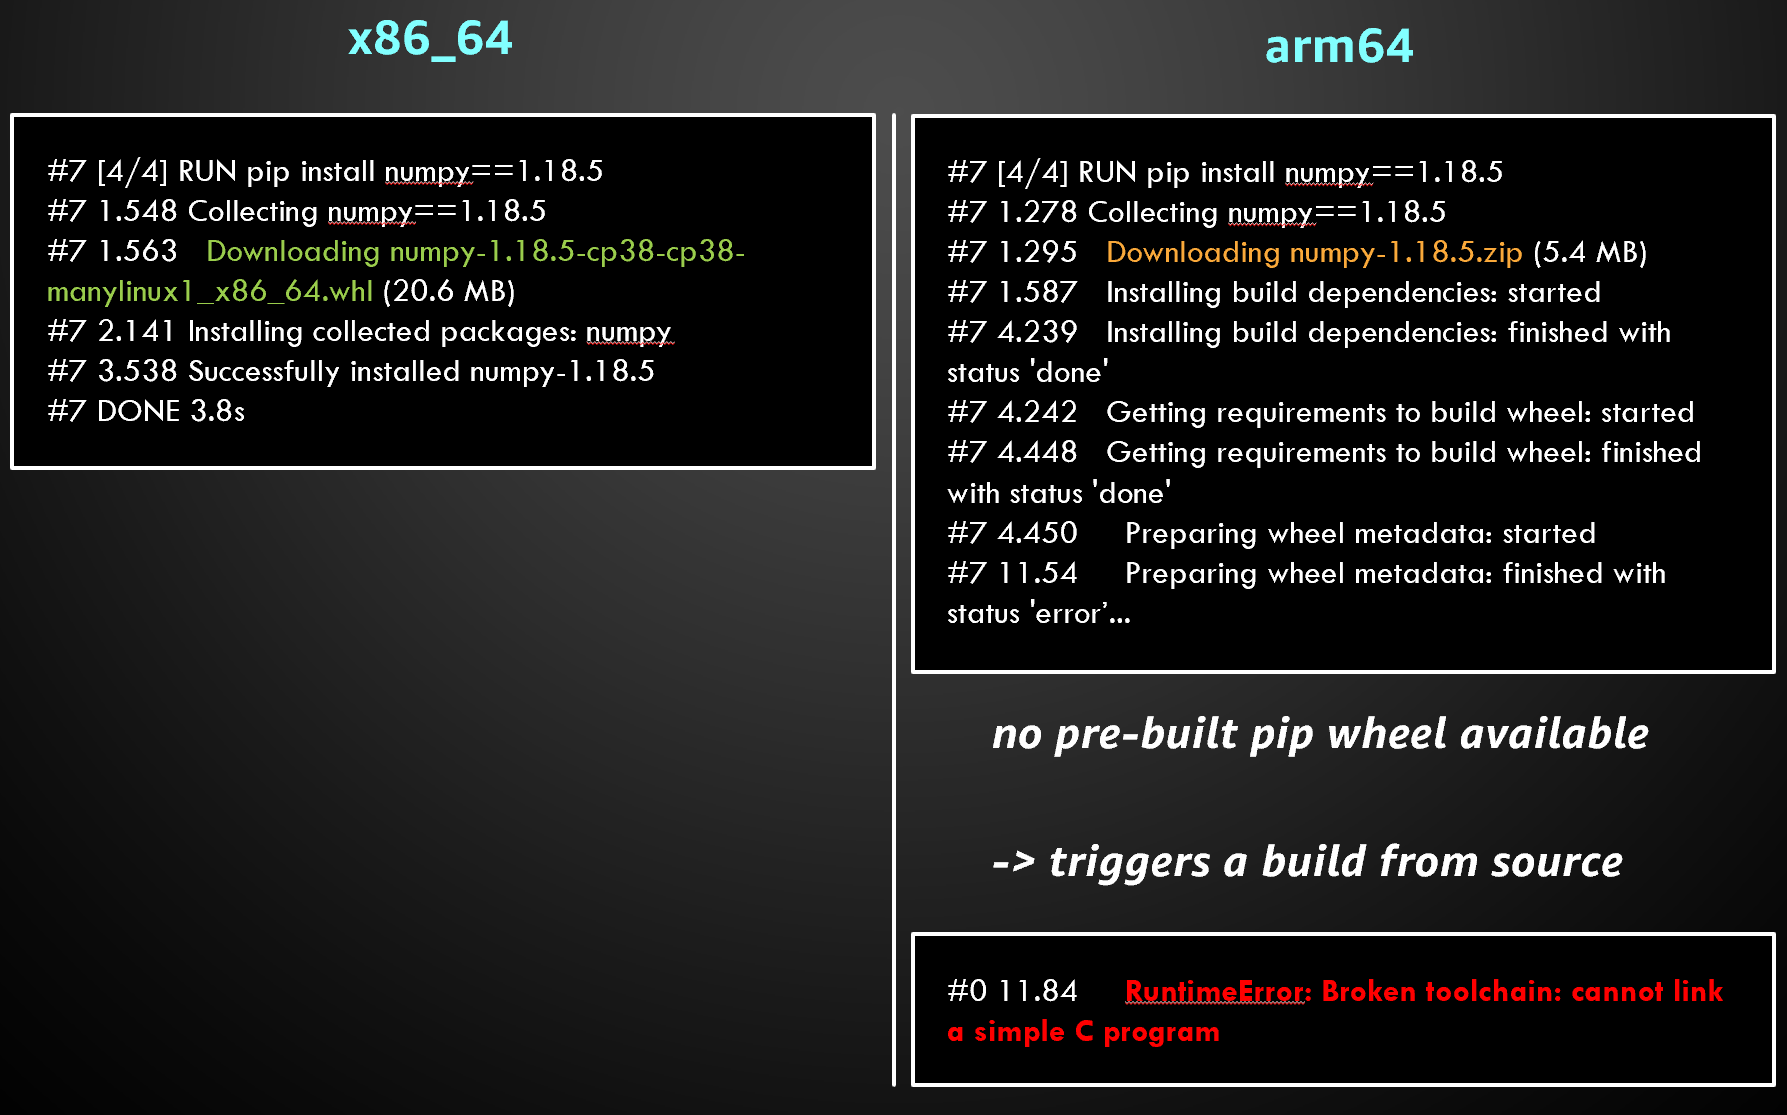 x86_64
#7 [4/4] RUN pip install numpy==1.18.5
#7 1.548 Collecting numpy==1.18.5
#7 1.563   Downloading numpy-1.18.5-cp38-cp38-
manylinux1_x86_64.whl (20.6 MB)
#7 2.141 Installing collected packages: numpy
#7 3.538 Successfully installed numpy-1.18.5
#7 DONE 3.8s
arm64
#7 [4/4] RUN pip install numpy==1.18.5
#7 1.278 Collecting numpy==1.18.5
#7 1.295   Downloading numpy-1.18.5.zip (5.4 MB)
#7 1.587   Installing build dependencies: started
#7 4.239   Installing build dependencies: finished with
status 'done'
#7 4.242   Getting requirements to build wheel: started
#7 4.448   Getting requirements to build wheel: finished
with status 'done'
#7 4.450     Preparing wheel metadata: started
#7 11.54     Preparing wheel metadata: finished with
status 'error’...
no pre-built pip wheel available
-> triggers a build from source
#0 11.84     RuntimeError: Broken toolchain: cannot link
a simple C program